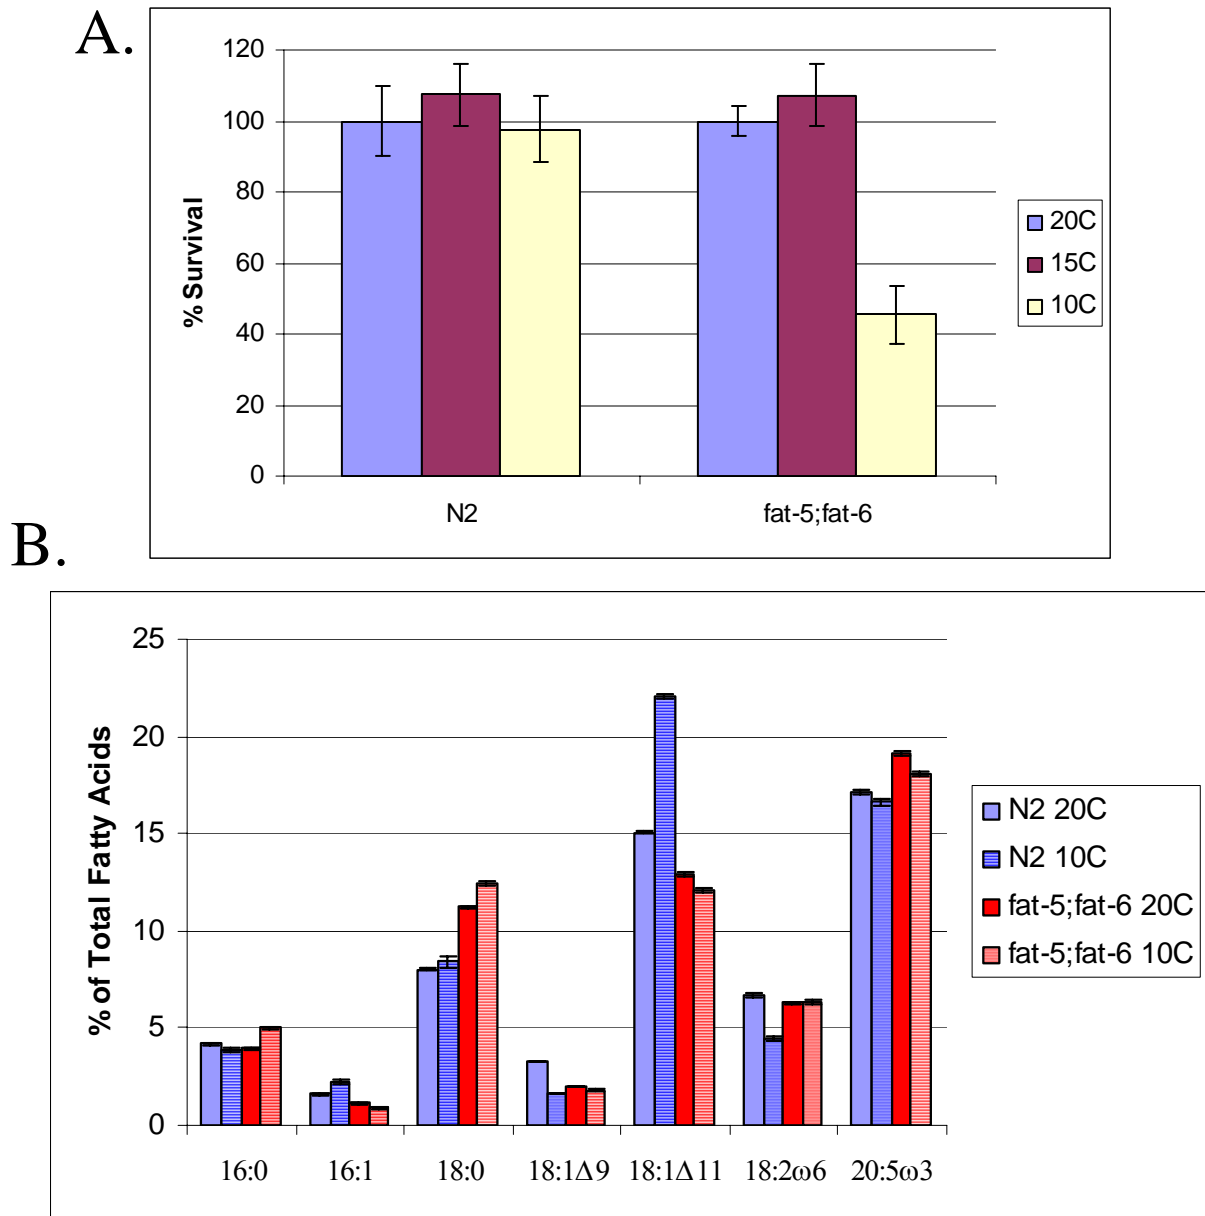 A.
120
100
80
60
40
20
0
% Survival
N2
fat-5;fat-6
20C
15C
10C
B.
25
20
15
10
5
0
% of Total Fatty Acids
16:0
16:1
18:0
18:1Δ9
18:1Δ11
18:2ω6
20:5ω3
N2 20C
N2 10C
fat-5;fat-6 20C
fat-5;fat-6 10C